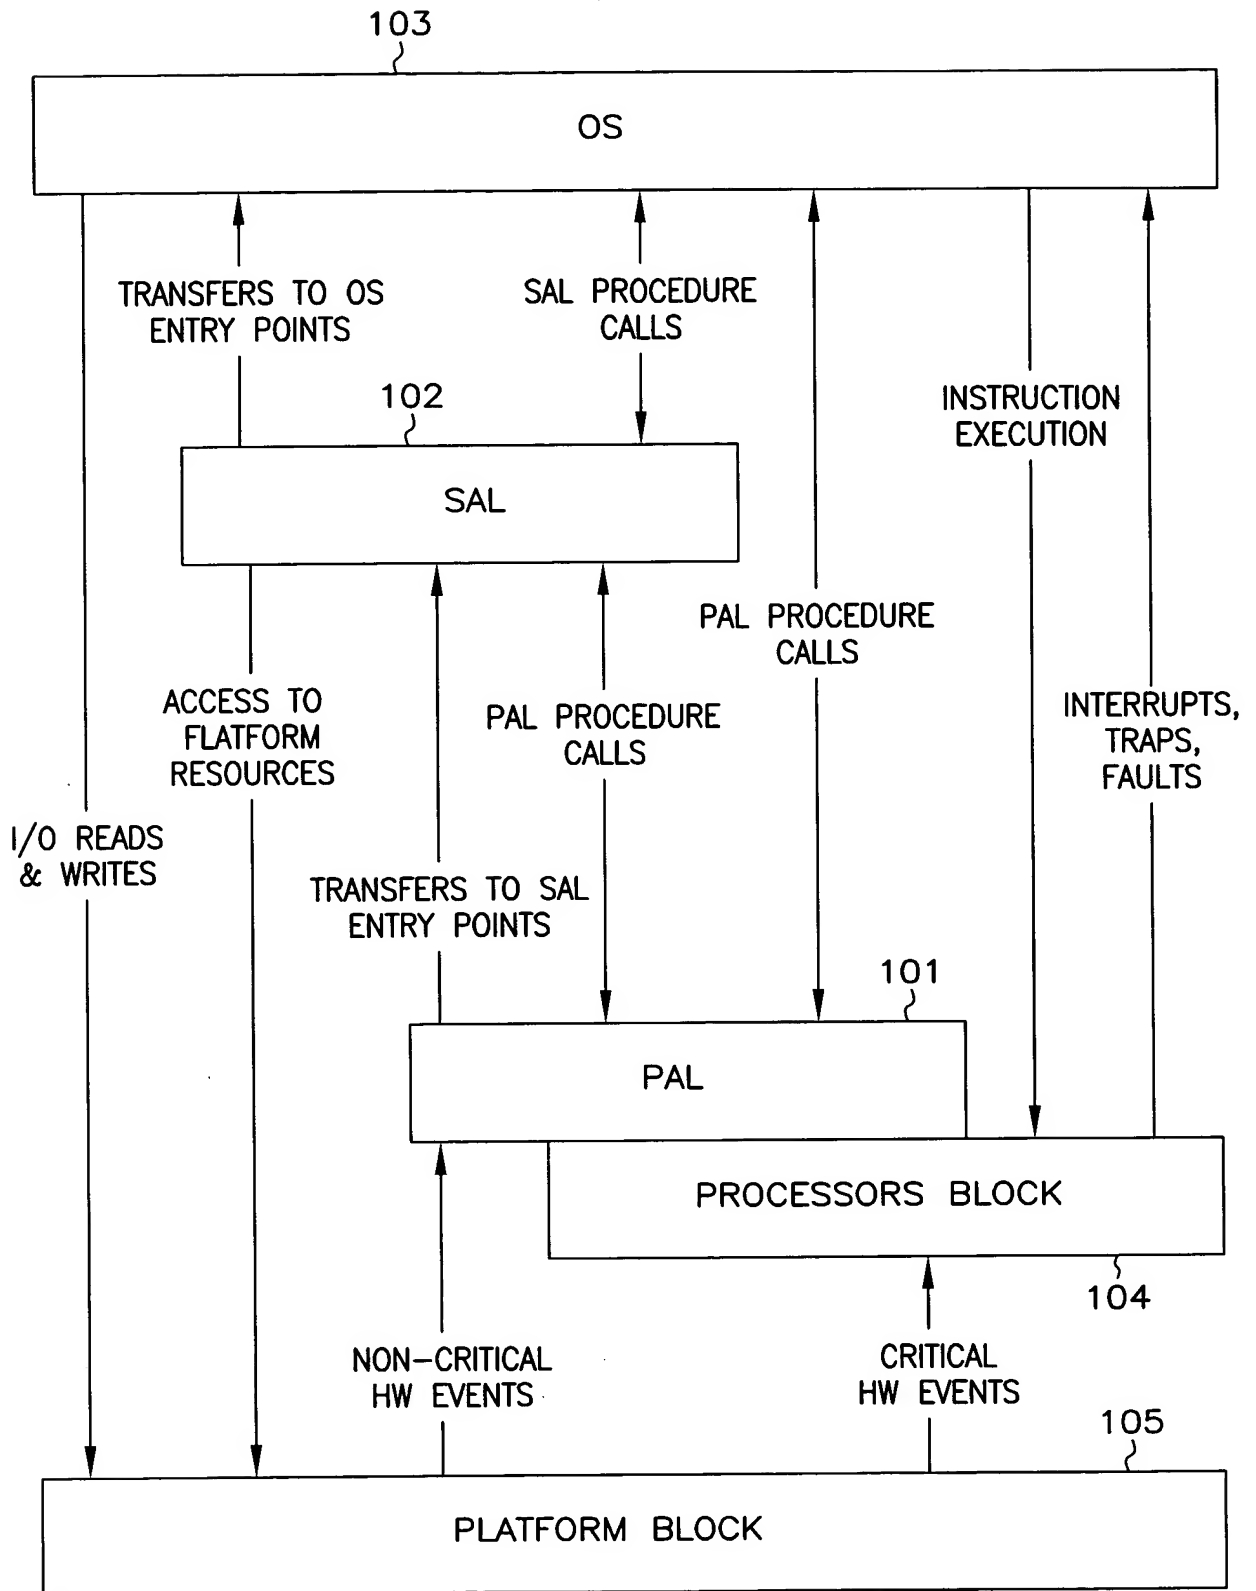 103
OS
TRANSFERS TO OS
ENTRY POINTS
SAL PROCEDURE
CALLS
102
INSTRUCTION
EXECUTION
SAL
PAL PROCEDURE
CALLS
ACCESS TO
FLATFORM
RESOURCES
PAL PROCEDURE
CALLS
INTERRUPTS,
TRAPS,
FAULTS
I/O READS
& WRITES
TRANSFERS TO SAL
ENTRY POINTS
101
PAL
PROCESSORS BLOCK
104
NON-CRITICAL
HW EVENTS
CRITICAL
HW EVENTS
105
PLATFORM BLOCK